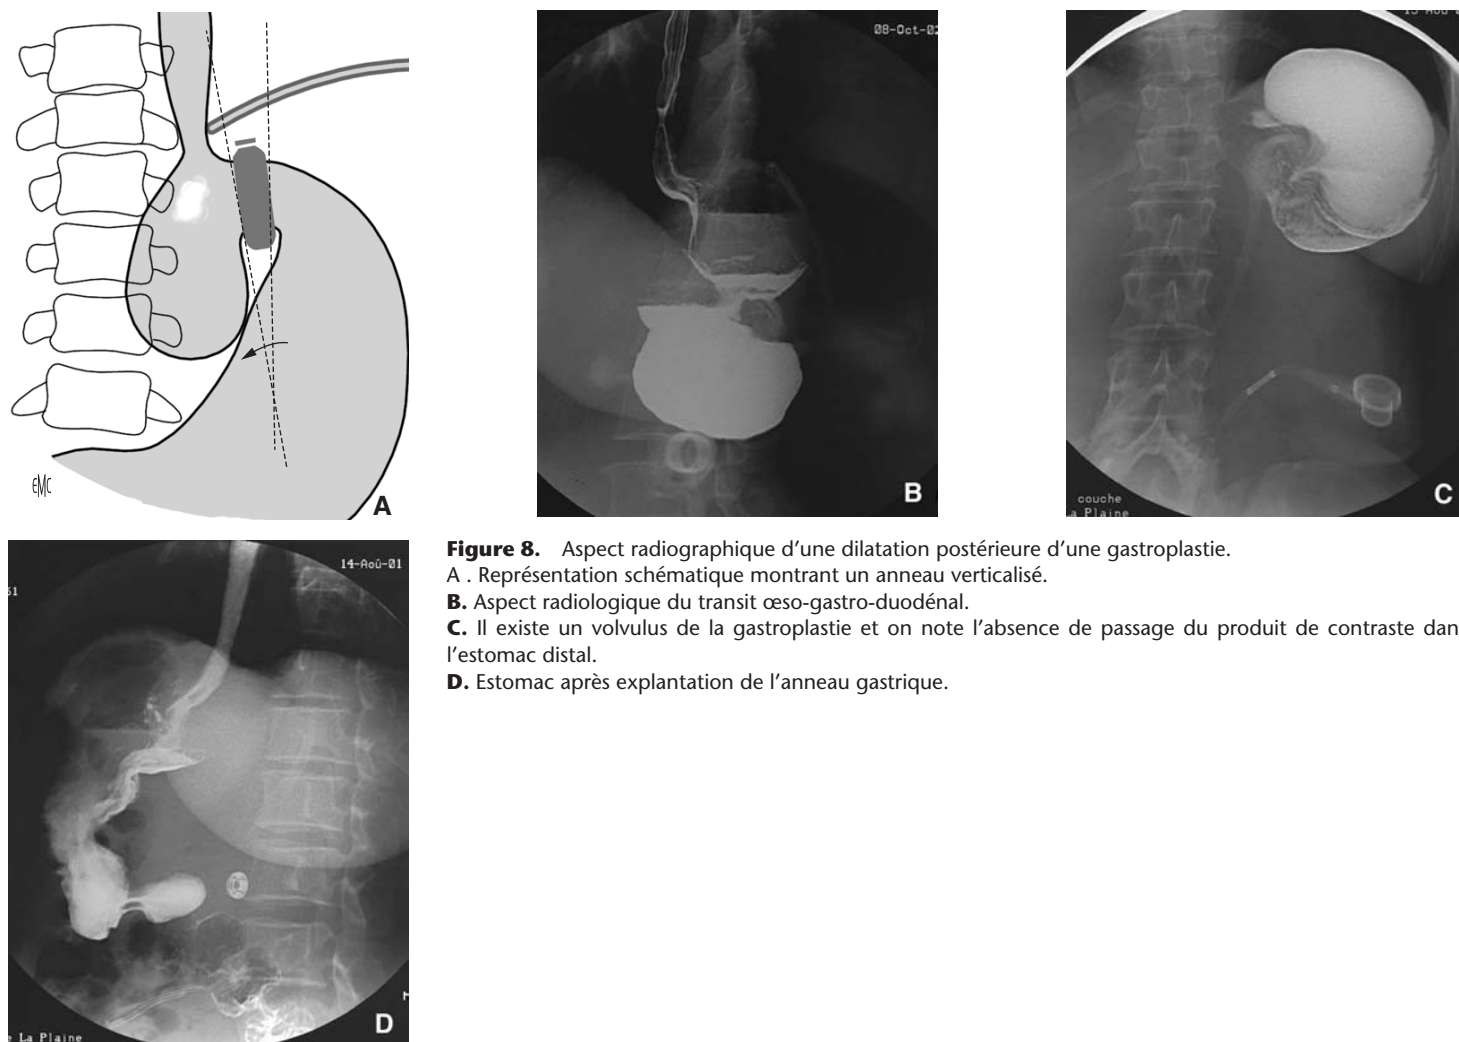 EMC
A
08-Oct-02
B
couche
a Plaine
C
14-Aoû-01
51
e La Plaine
D
Figure 8. Aspect radiographique d'une dilatation postérieure d'une gastroplastie.
A . Représentation schématique montrant un anneau verticalisé.
B. Aspect radiologique du transit œso-gastro-duodénal.
C. Il existe un volvulus de la gastroplastie et on note l'absence de passage du produit de contraste dan
l'estomac distal.
D. Estomac après explantation de l'anneau gastrique.